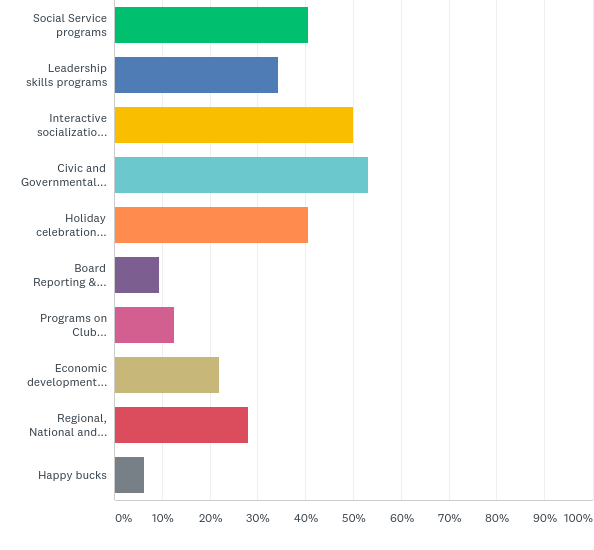 Social Service
programs
Leadership
skills programs
Interactive
socializatio...
Civic and
Governmental...
Holiday
celebration...
Board
Reporting &...
Programs on
Club...
Economic
development...
Regional,
National and...
Happy bucks
0% 10% 20% 30% 40% 50% 60% 70% 80% 90% 100%